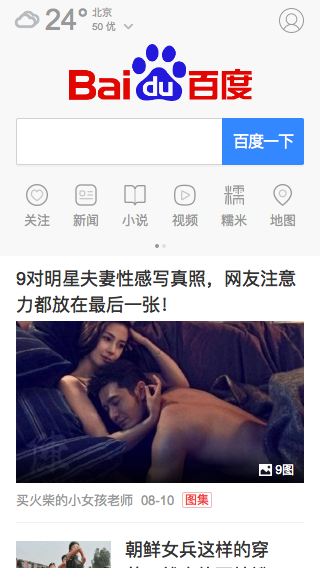 24° 北京
50 优
Bai du 百度
百度一下
关注 新闻 小说 视频 糯米 地图
糯
9对明星夫妻性感写真照，网友注意
力都放在最后一张！
9图
买火柴的小女孩老师 08-10 图集
朝鲜女兵这样的穿